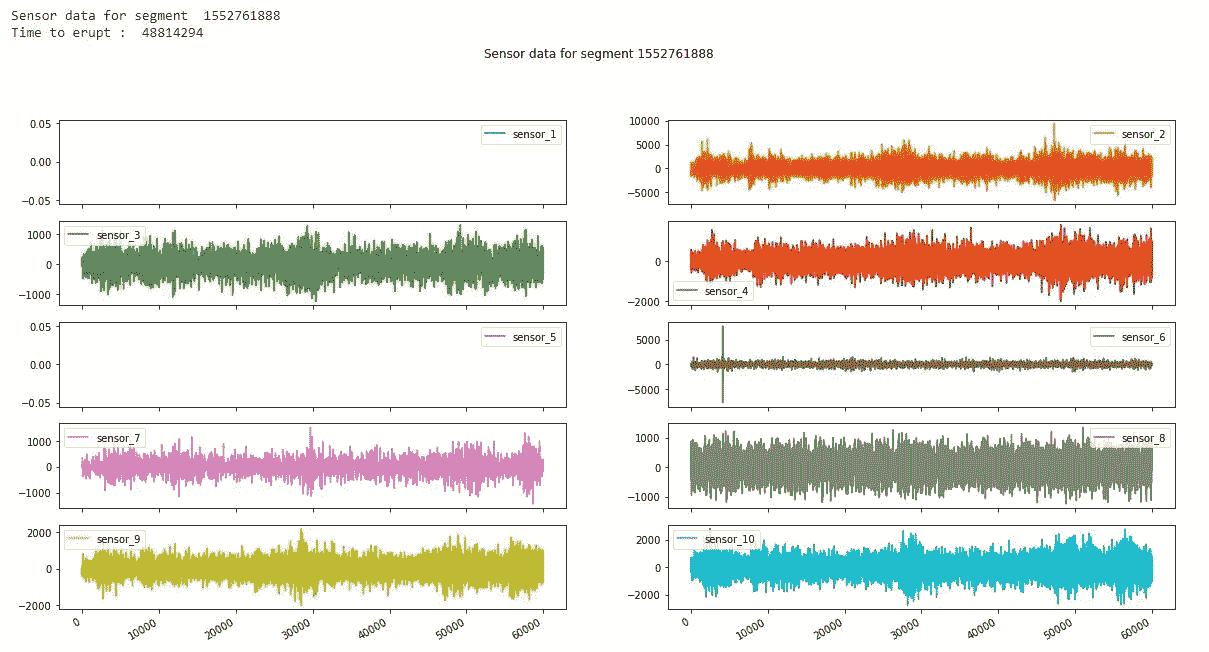 Sensor data for segment  1552761888
Time to erupt :  48814294
Sensor data for segment 1552761888
0.05
0.00
−0.05
sensor_1
10000
5000
0
−5000
sensor_2
1000
0
−1000
sensor_3
0
−2000
sensor_4
0.05
0.00
−0.05
sensor_5
5000
0
−5000
sensor_6
1000
0
−1000
sensor_7
1000
0
−1000
sensor_8
2000
0
−2000
sensor_9
0 10000 20000 30000 40000 50000 60000
2000
0
−2000
sensor_10
0 10000 20000 30000 40000 50000 60000